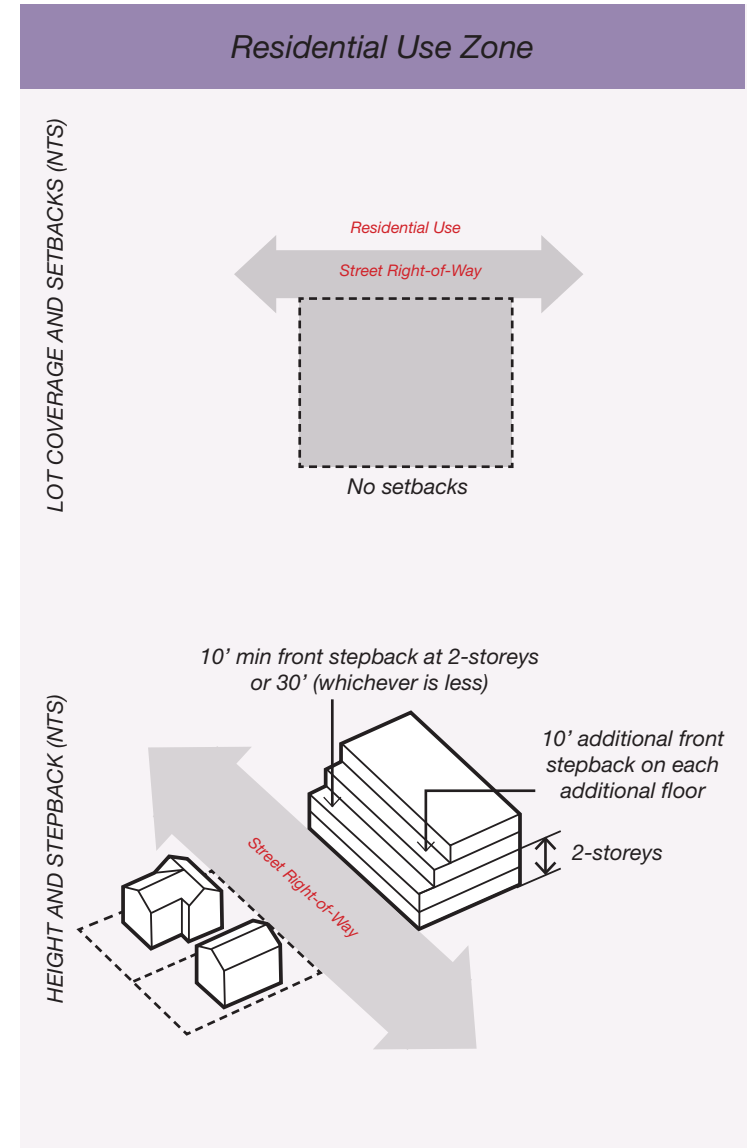 Residential Use Zone
LOT COVERAGE AND SETBACKS (NTS)
Residential Use
Street Right-of-Way
No setbacks
HEIGHT AND STEPBACK (NTS)
10’ min front stepback at 2-storeys
or 30’ (whichever is less)
10’ additional front
stepback on each
additional floor
2-storeys
Street Right-of-Way